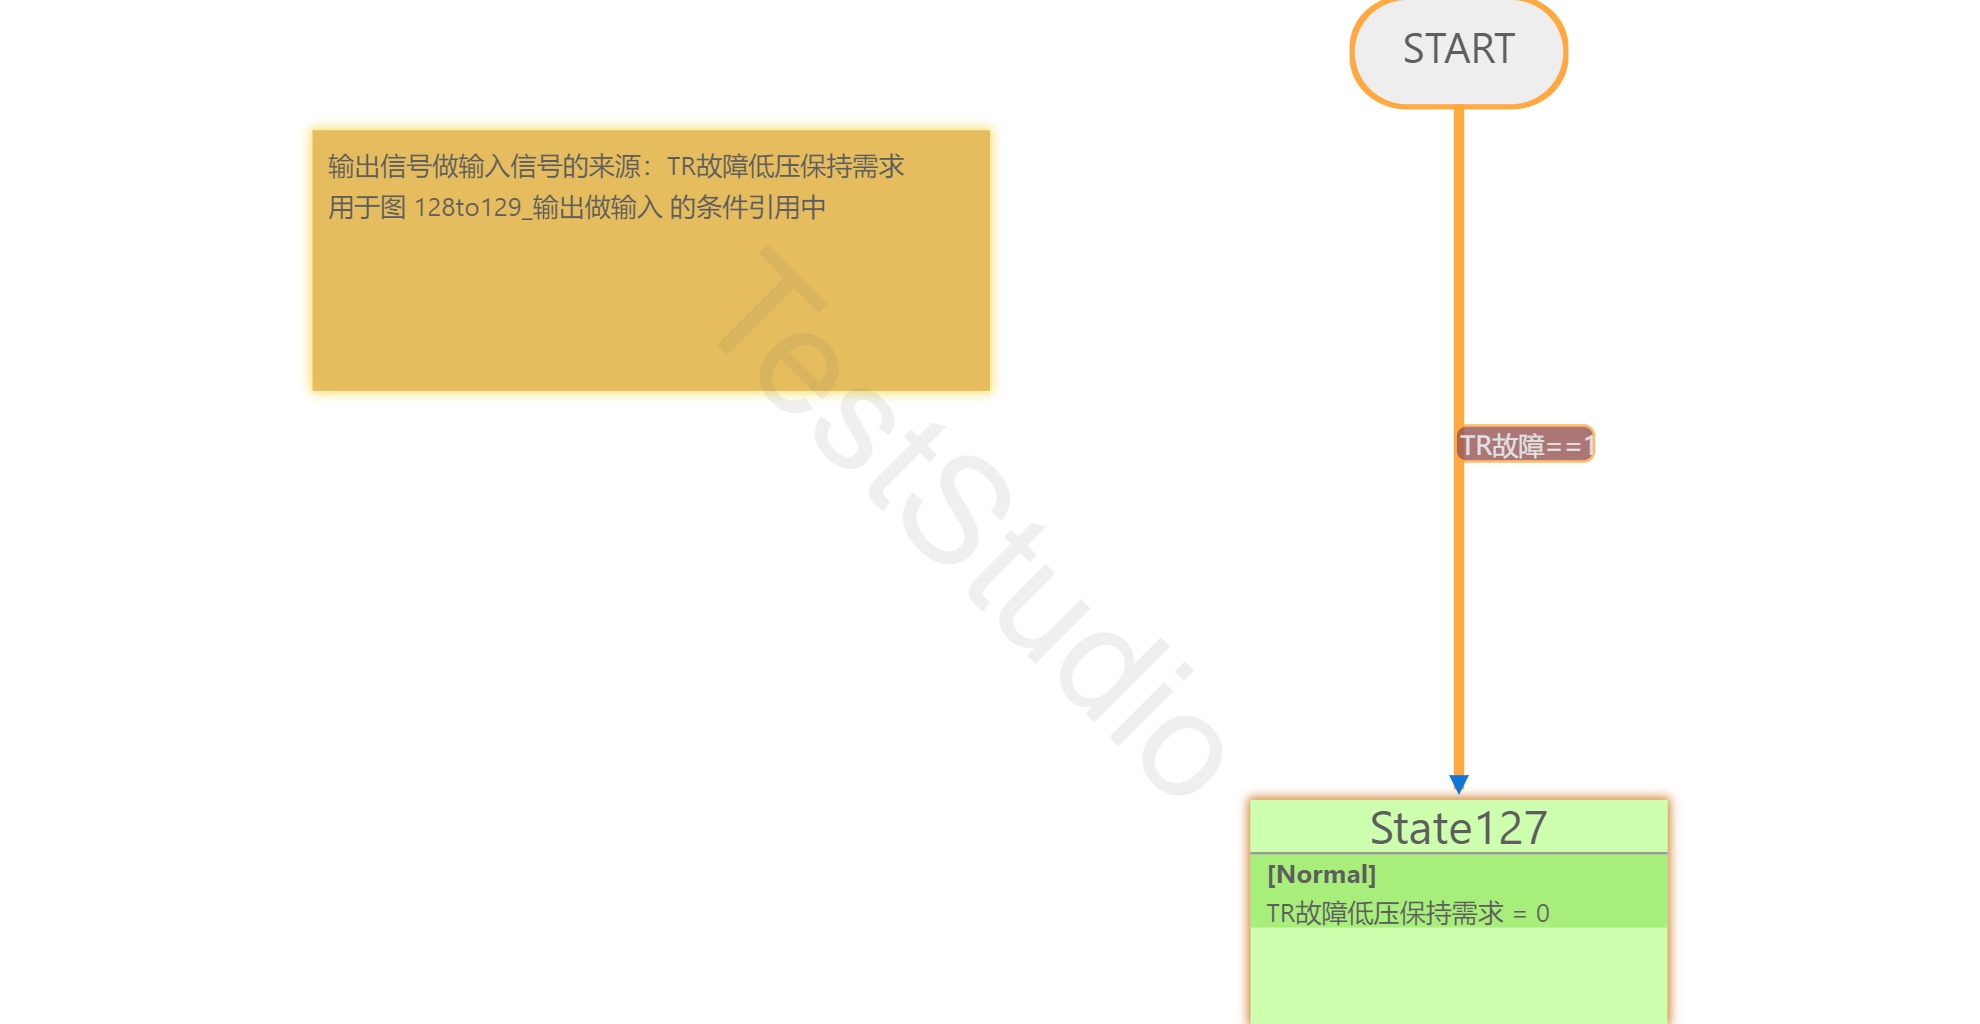 START
输出信号做输入信号的来源：TR故障低压保持需求
用于图 128to129_输出做输入 的条件引用中
TestStudio
TR故障==1
State127
[Normal]
TR故障低压保持需求 = 0